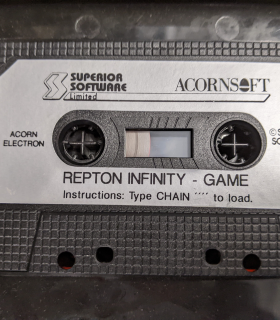 SUPERIOR SOFTWARE Limited
ACORNSOFT
ACORN ELECTRON
REPTON INFINITY - GAME
Instructions: Type CHAIN "" to load.